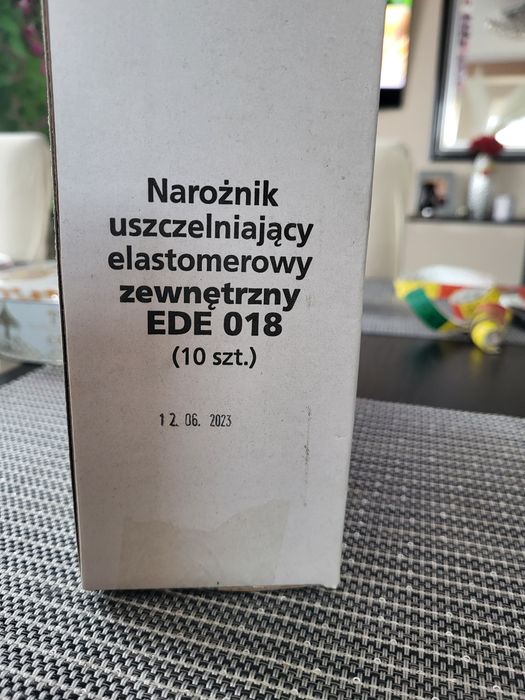 Narożnik
uszczelniający
elastomerowy
zewnętrzny
EDE 018
(10 szt.)
12. 06. 2023